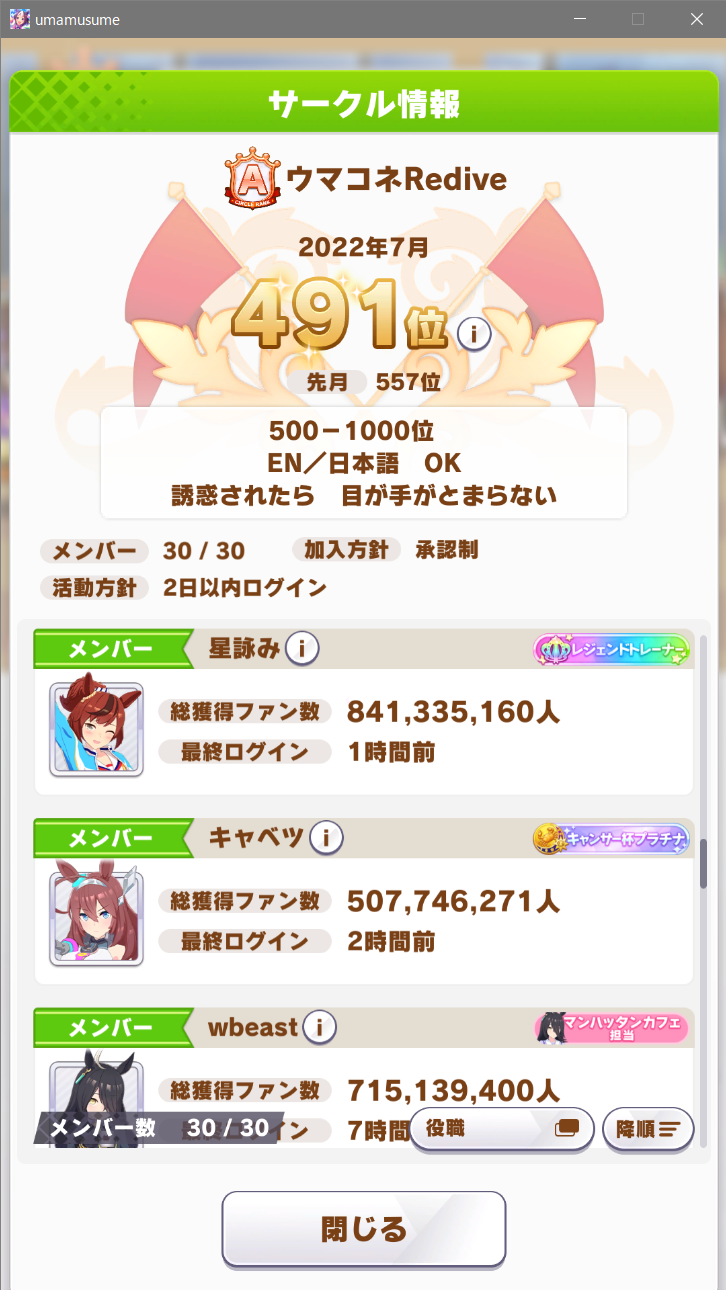 umamusume
サークル情報
A CIRCLE RANK ウマコネRedive
2022年7月
491位
先月 557位
500－1000位
EN／日本語　OK
誘惑されたら　目が手がとまらない
メンバー 30 / 30 加入方針 承認制
活動方針 2日以内ログイン
メンバー 星詠み レジェンドトレーナー
総獲得ファン数 841,335,160人
最終ログイン 1時間前
メンバー キャベツ キャンサー杯プラチナ
総獲得ファン数 507,746,271人
最終ログイン 2時間前
メンバー wbeast マンハッタンカフェ
担当
総獲得ファン数 715,139,400人
メンバー数 30 / 30 イン 7時間 役職 降順
閉じる